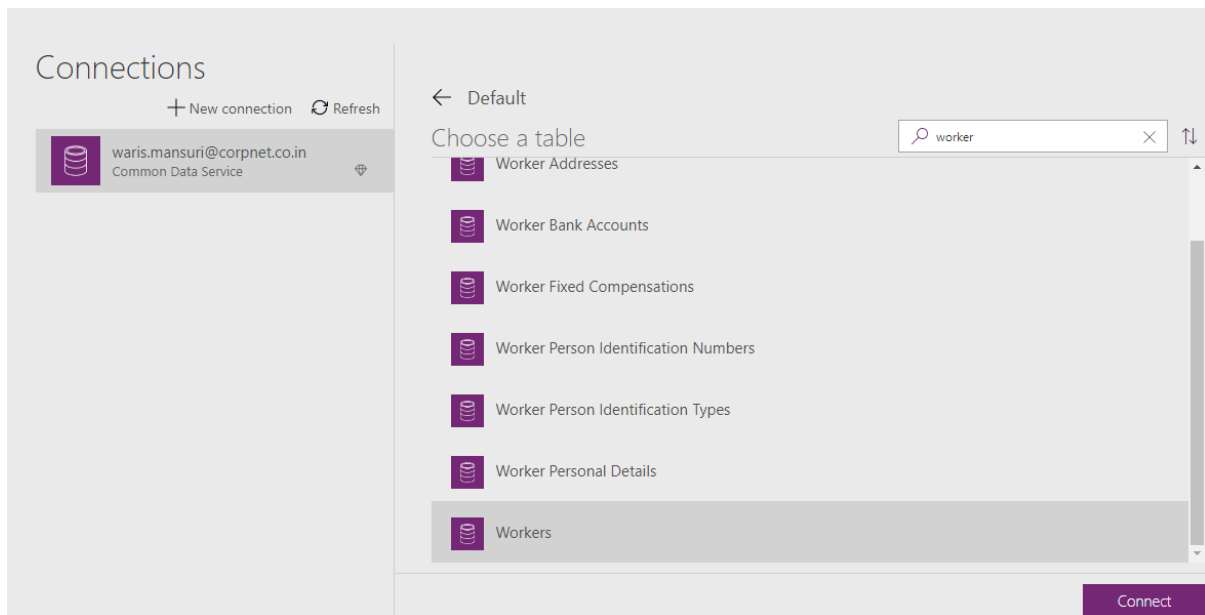 Connections
New connection
Refresh
waris.mansuri@corpnet.co.in
Common Data Service
Default
Choose a table
worker
Worker Addresses
Worker Bank Accounts
Worker Fixed Compensations
Worker Person Identification Numbers
Worker Person Identification Types
Worker Personal Details
Workers
Connect